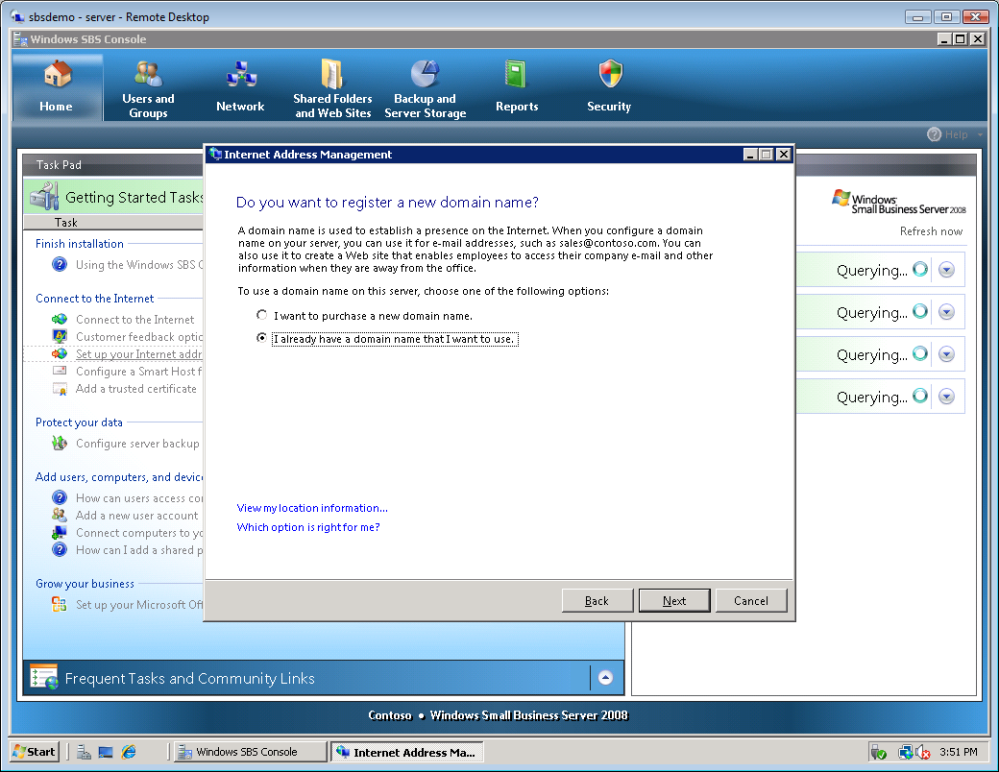 sbsdemo - server - Remote Desktop
Windows SBS Console
Home
Users and
Groups
Network
Shared Folders
and Web Sites
Backup and
Server Storage
Reports
Security
Help
Task Pad
Getting Started Tasks
Task
Finish installation
Using the Windows SBS C
Connect to the Internet
Connect to the Internet
Customer feedback optio
Set up your Internet addr
Configure a Smart Host f
Add a trusted certificate
Protect your data
Configure server backup
Add users, computers, and device
How can users access co
Add a new user account
Connect computers to yo
How can I add a shared p
Grow your business
Set up your Microsoft Off
Internet Address Management
Do you want to register a new domain name?
A domain name is used to establish a presence on the Internet. When you configure a domain
name on your server, you can use it for e-mail addresses, such as sales@contoso.com. You can
also use it to create a Web site that enables employees to access their company e-mail and other
information when they are away from the office.
To use a domain name on this server, choose one of the following options:
I want to purchase a new domain name.
I already have a domain name that I want to use.
View my location information...
Which option is right for me?
Back
Next
Cancel
Windows
Small Business Server 2008
Refresh now
Querying...
Querying...
Querying...
Querying...
Frequent Tasks and Community Links
Contoso • Windows Small Business Server 2008
Start
Windows SBS Console
Internet Address Ma...
3:51 PM